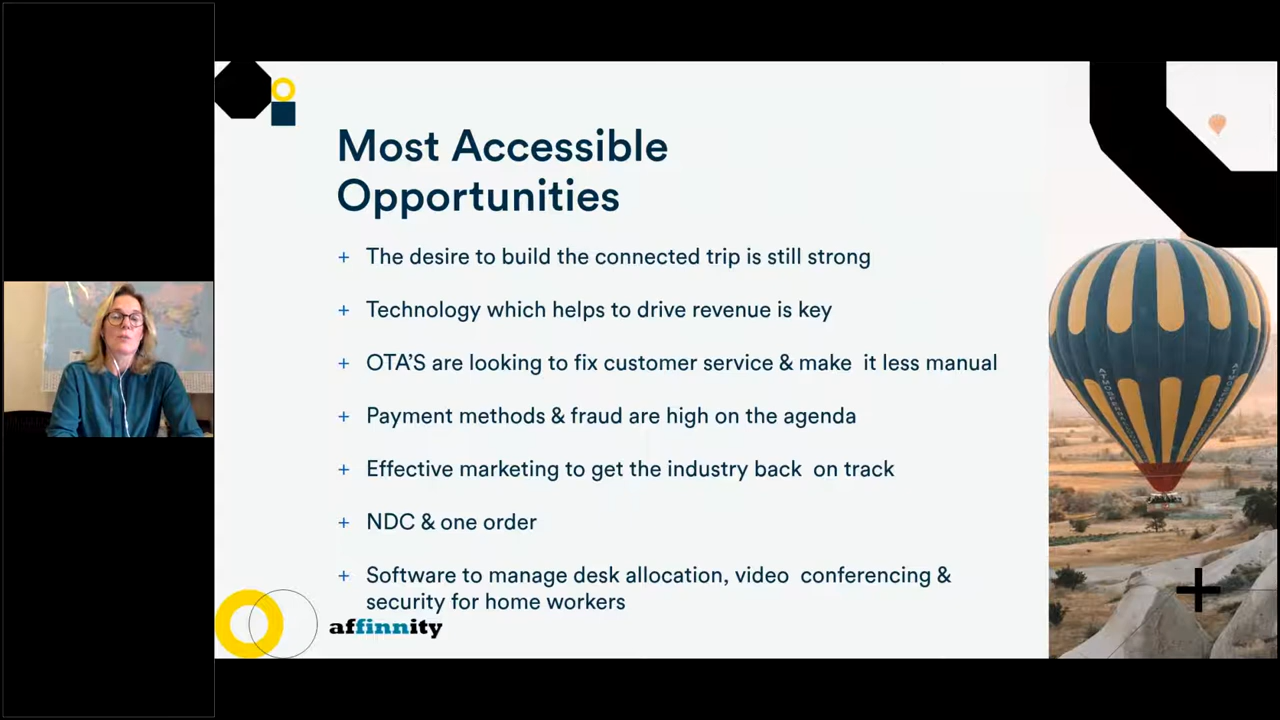 Most Accessible
Opportunities
+ The desire to build the connected trip is still strong
+ Technology which helps to drive revenue is key
+ OTA'S are looking to fix customer service & make it less manual
+ Payment methods & fraud are high on the agenda
+ Effective marketing to get the industry back on track
+ NDC & one order
+ Software to manage desk allocation, video conferencing &
security for home workers
affinnity